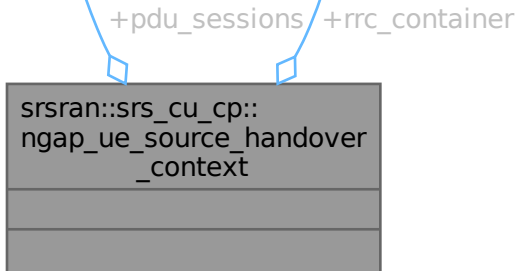 +pdu_sessions
+rrc_container
srsran::srs_cu_cp::
ngap_ue_source_handover
_context